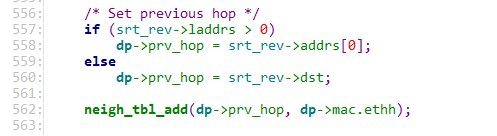 556: /* Set previous hop */
557: if (srt_rev->laddrs > 0)
558: dp->prv_hop = srt_rev->addrs[0];
559: else
560: dp->prv_hop = srt_rev->dst;
561:
562: neigh_tbl_add(dp->prv_hop, dp->mac.ethh);
563: